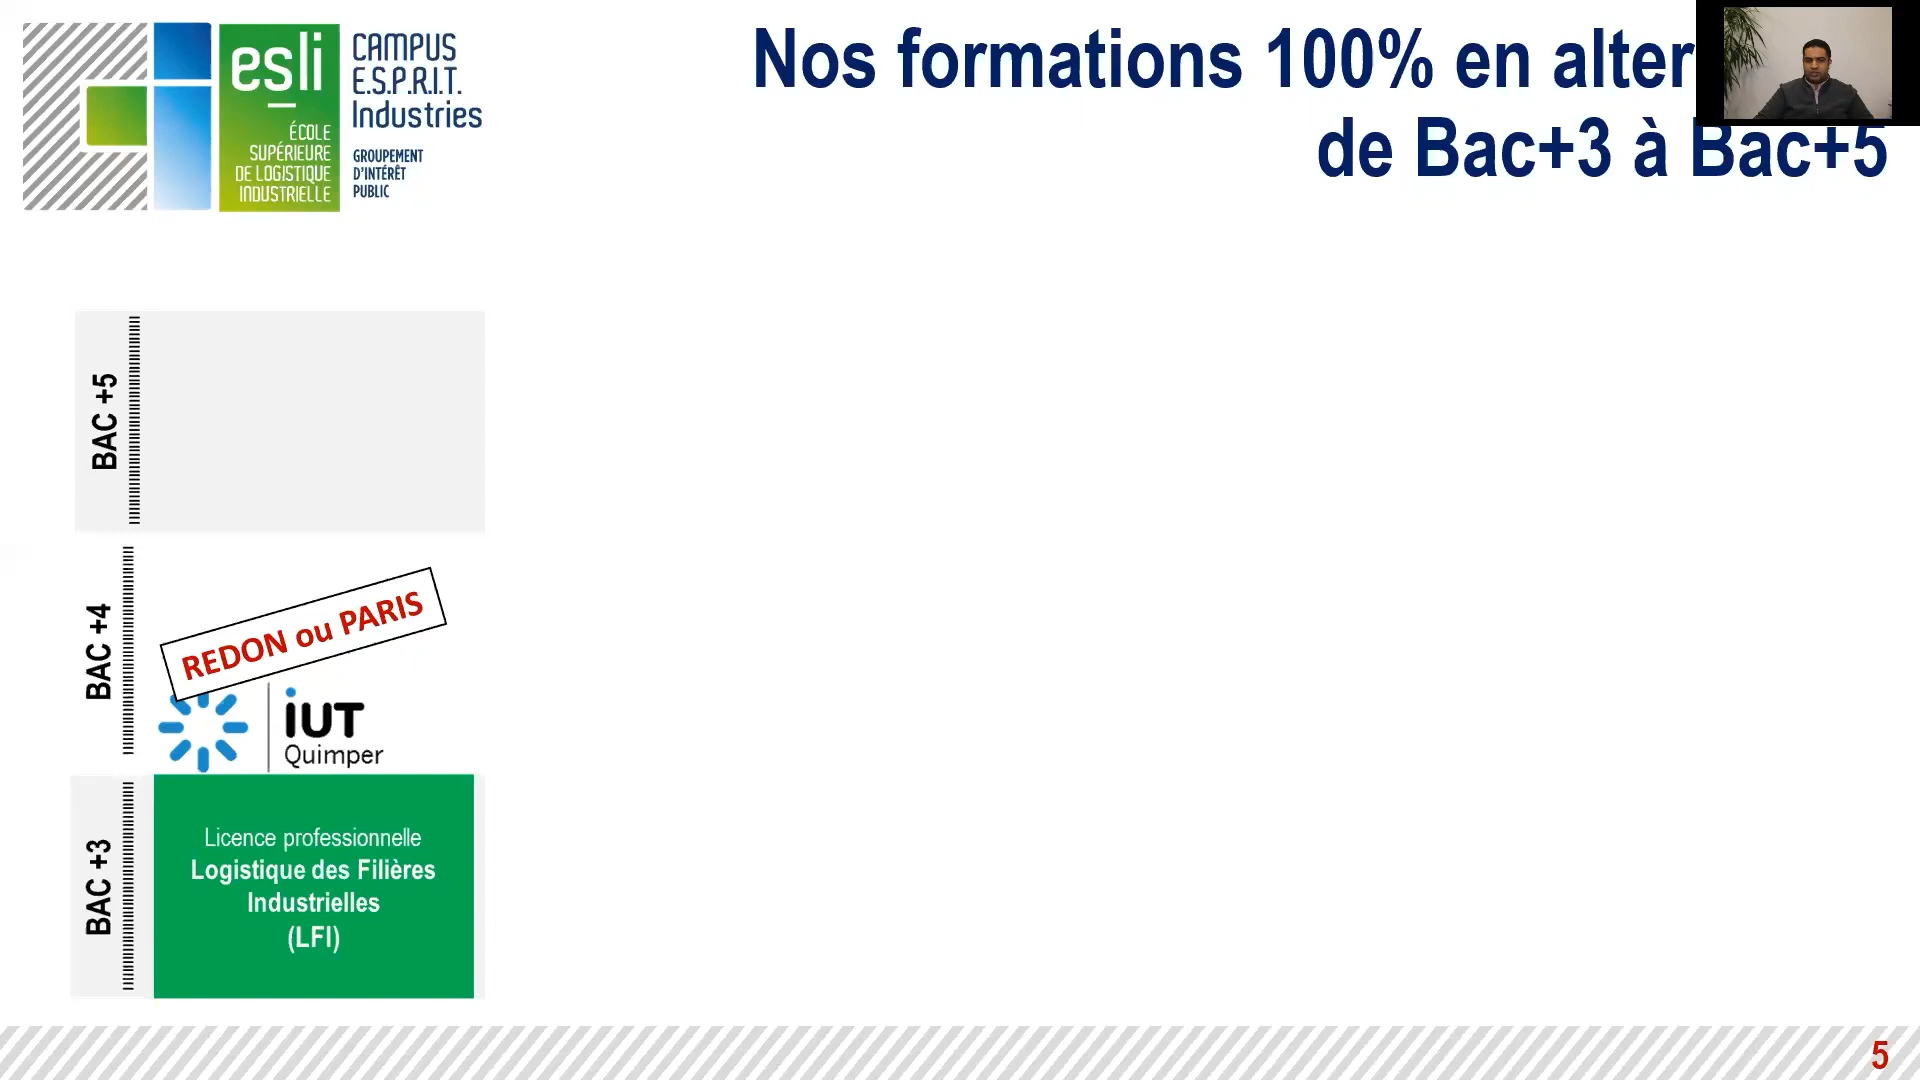 esli
ÉCOLE
SUPÉRIEURE
DE LOGISTIQUE
INDUSTRIELLE
CAMPUS
E.S.P.R.I.T.
Industries
GROUPEMENT
D'INTÉRÊT
PUBLIC
Nos formations 100% en alter
de Bac+3 à Bac+5
BAC +5
BAC +4
REDON ou PARIS
iUT
Quimper
BAC +3
Licence professionnelle
Logistique des Filières
Industrielles
(LFI)
5